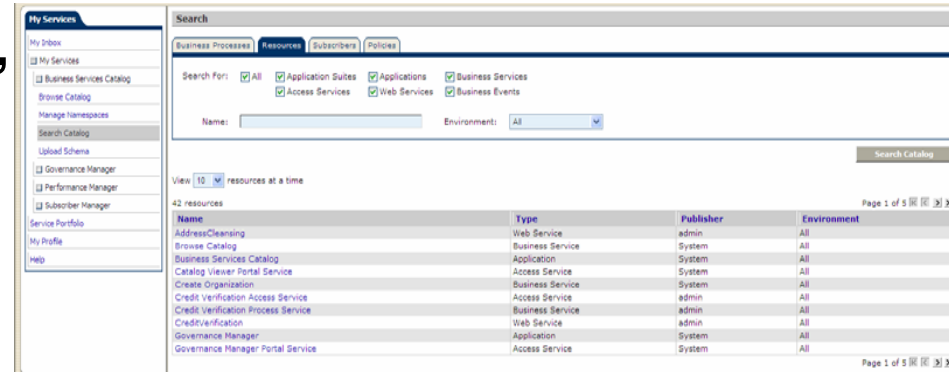 My Services
My Inbox
My Services
Business Services Catalog
Browse Catalog
Manage Namespaces
Search Catalog
Upload Schema
Governance Manager
Performance Manager
Subscriber Manager
Service Portfolio
My Profile
Help
Search
Business Processes Resources Subscribers Policies
Search For: All Application Suites Applications Business Services
Access Services Web Services Business Events
Name: Environment: All
Search Catalog
View 10 resources at a time
42 resources Page 1 of 5
Name Type Publisher Environment
AddressCleansing Web Service admin All
Browse Catalog Business Service System All
Business Services Catalog Application System All
Catalog Viewer Portal Service Access Service System All
Create Organization Business Service System All
Credit Verification Access Service Access Service admin All
Credit Verification Process Service Business Service admin All
CreditVerification Web Service admin All
Governance Manager Application System All
Governance Manager Portal Service Access Service System All
Page 1 of 5